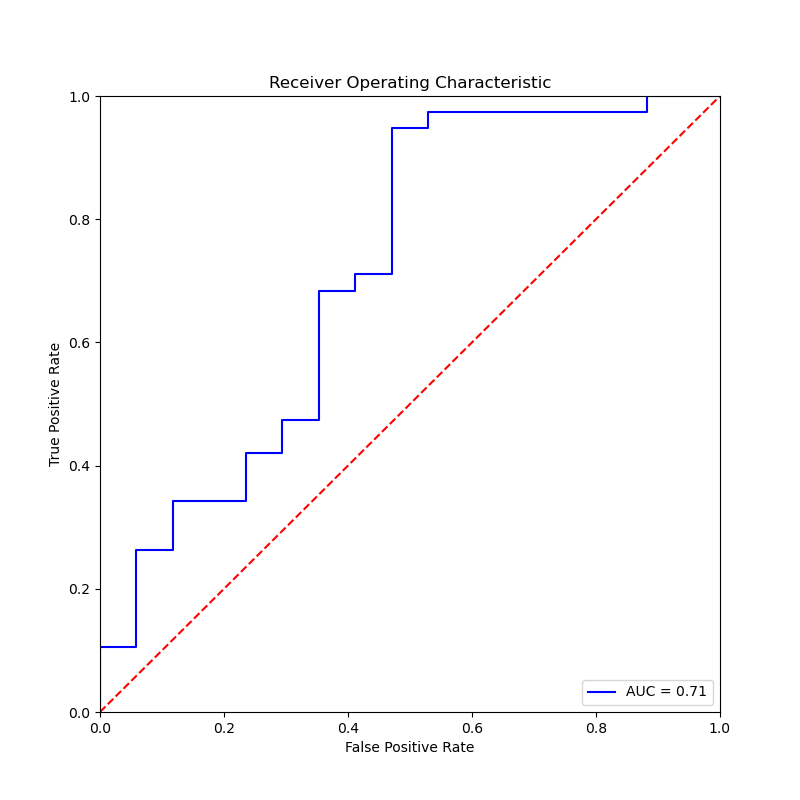 Receiver Operating Characteristic
True Positive Rate
1.0
0.8
0.6
0.4
0.2
0.0
AUC = 0.71
0.0 0.2 0.4 0.6 0.8 1.0
False Positive Rate